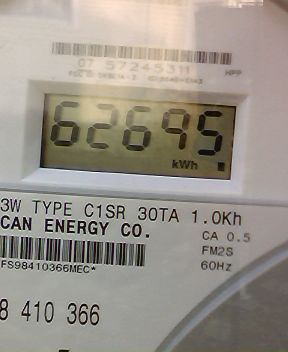 07 57245311 HPP
62695
kWh
3W TYPE C1SR 30TA 1.0Kh
CAN ENERGY CO.
CA 0.5
FM2S
FS98410366MEC*
60Hz
8 410 366